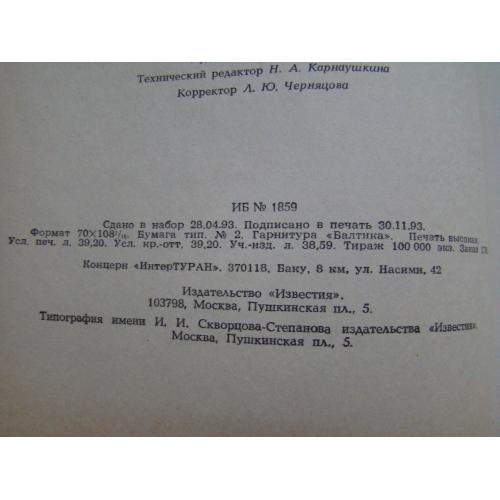 Технический редактор Н. А. Карнаушкина
Корректор Л. Ю. Черняцова
ИБ № 1859
Сдано в набор 28.04.93. Подписано в печать 30.11.93.
Формат 70×108¹/₁₆. Бумага тип. № 2. Гарнитура «Балтика». Печать высокая.
Усл. печ. л. 39,20. Усл. кр.-отт. 39,20. Уч.-изд. л. 38,59. Тираж 100 000 экз. Заказ
Концерн «ИнтерТУРАН». 370118, Баку, 8 км, ул. Насими, 42
Издательство «Известия».
103798, Москва, Пушкинская пл., 5.
Типография имени И. И. Скворцова-Степанова издательства «Известия».
Москва, Пушкинская пл., 5.